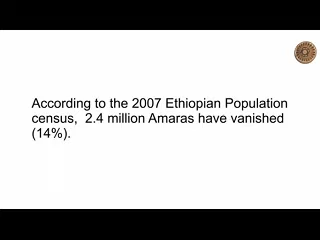 According to the 2007 Ethiopian Population
census,  2.4 million Amaras have vanished
(14%).